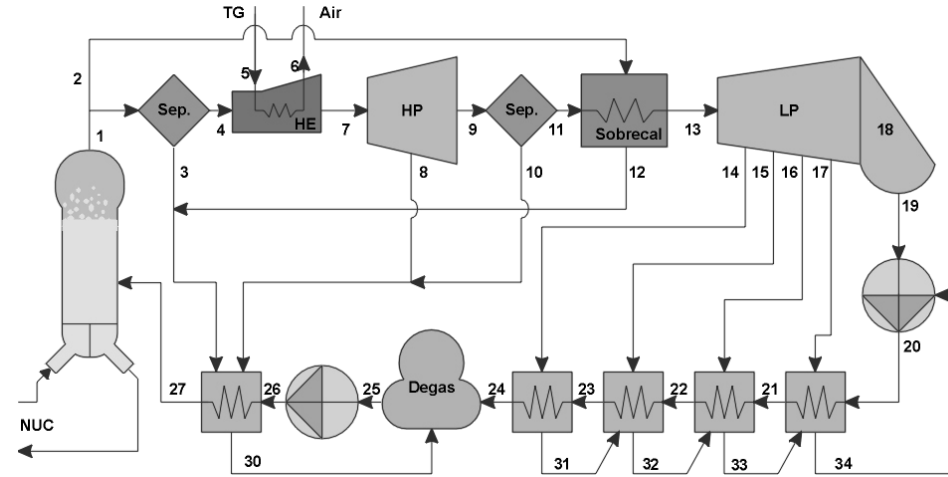 TG Air
2 5 6
Sep. HE HP Sep. Sobrecal LP 18
1 4 7 9 11 13
3 8 10 12 14 15 16 17
19
20
Degas
27 26 25 24 23 22 21
NUC
30 31 32 33 34